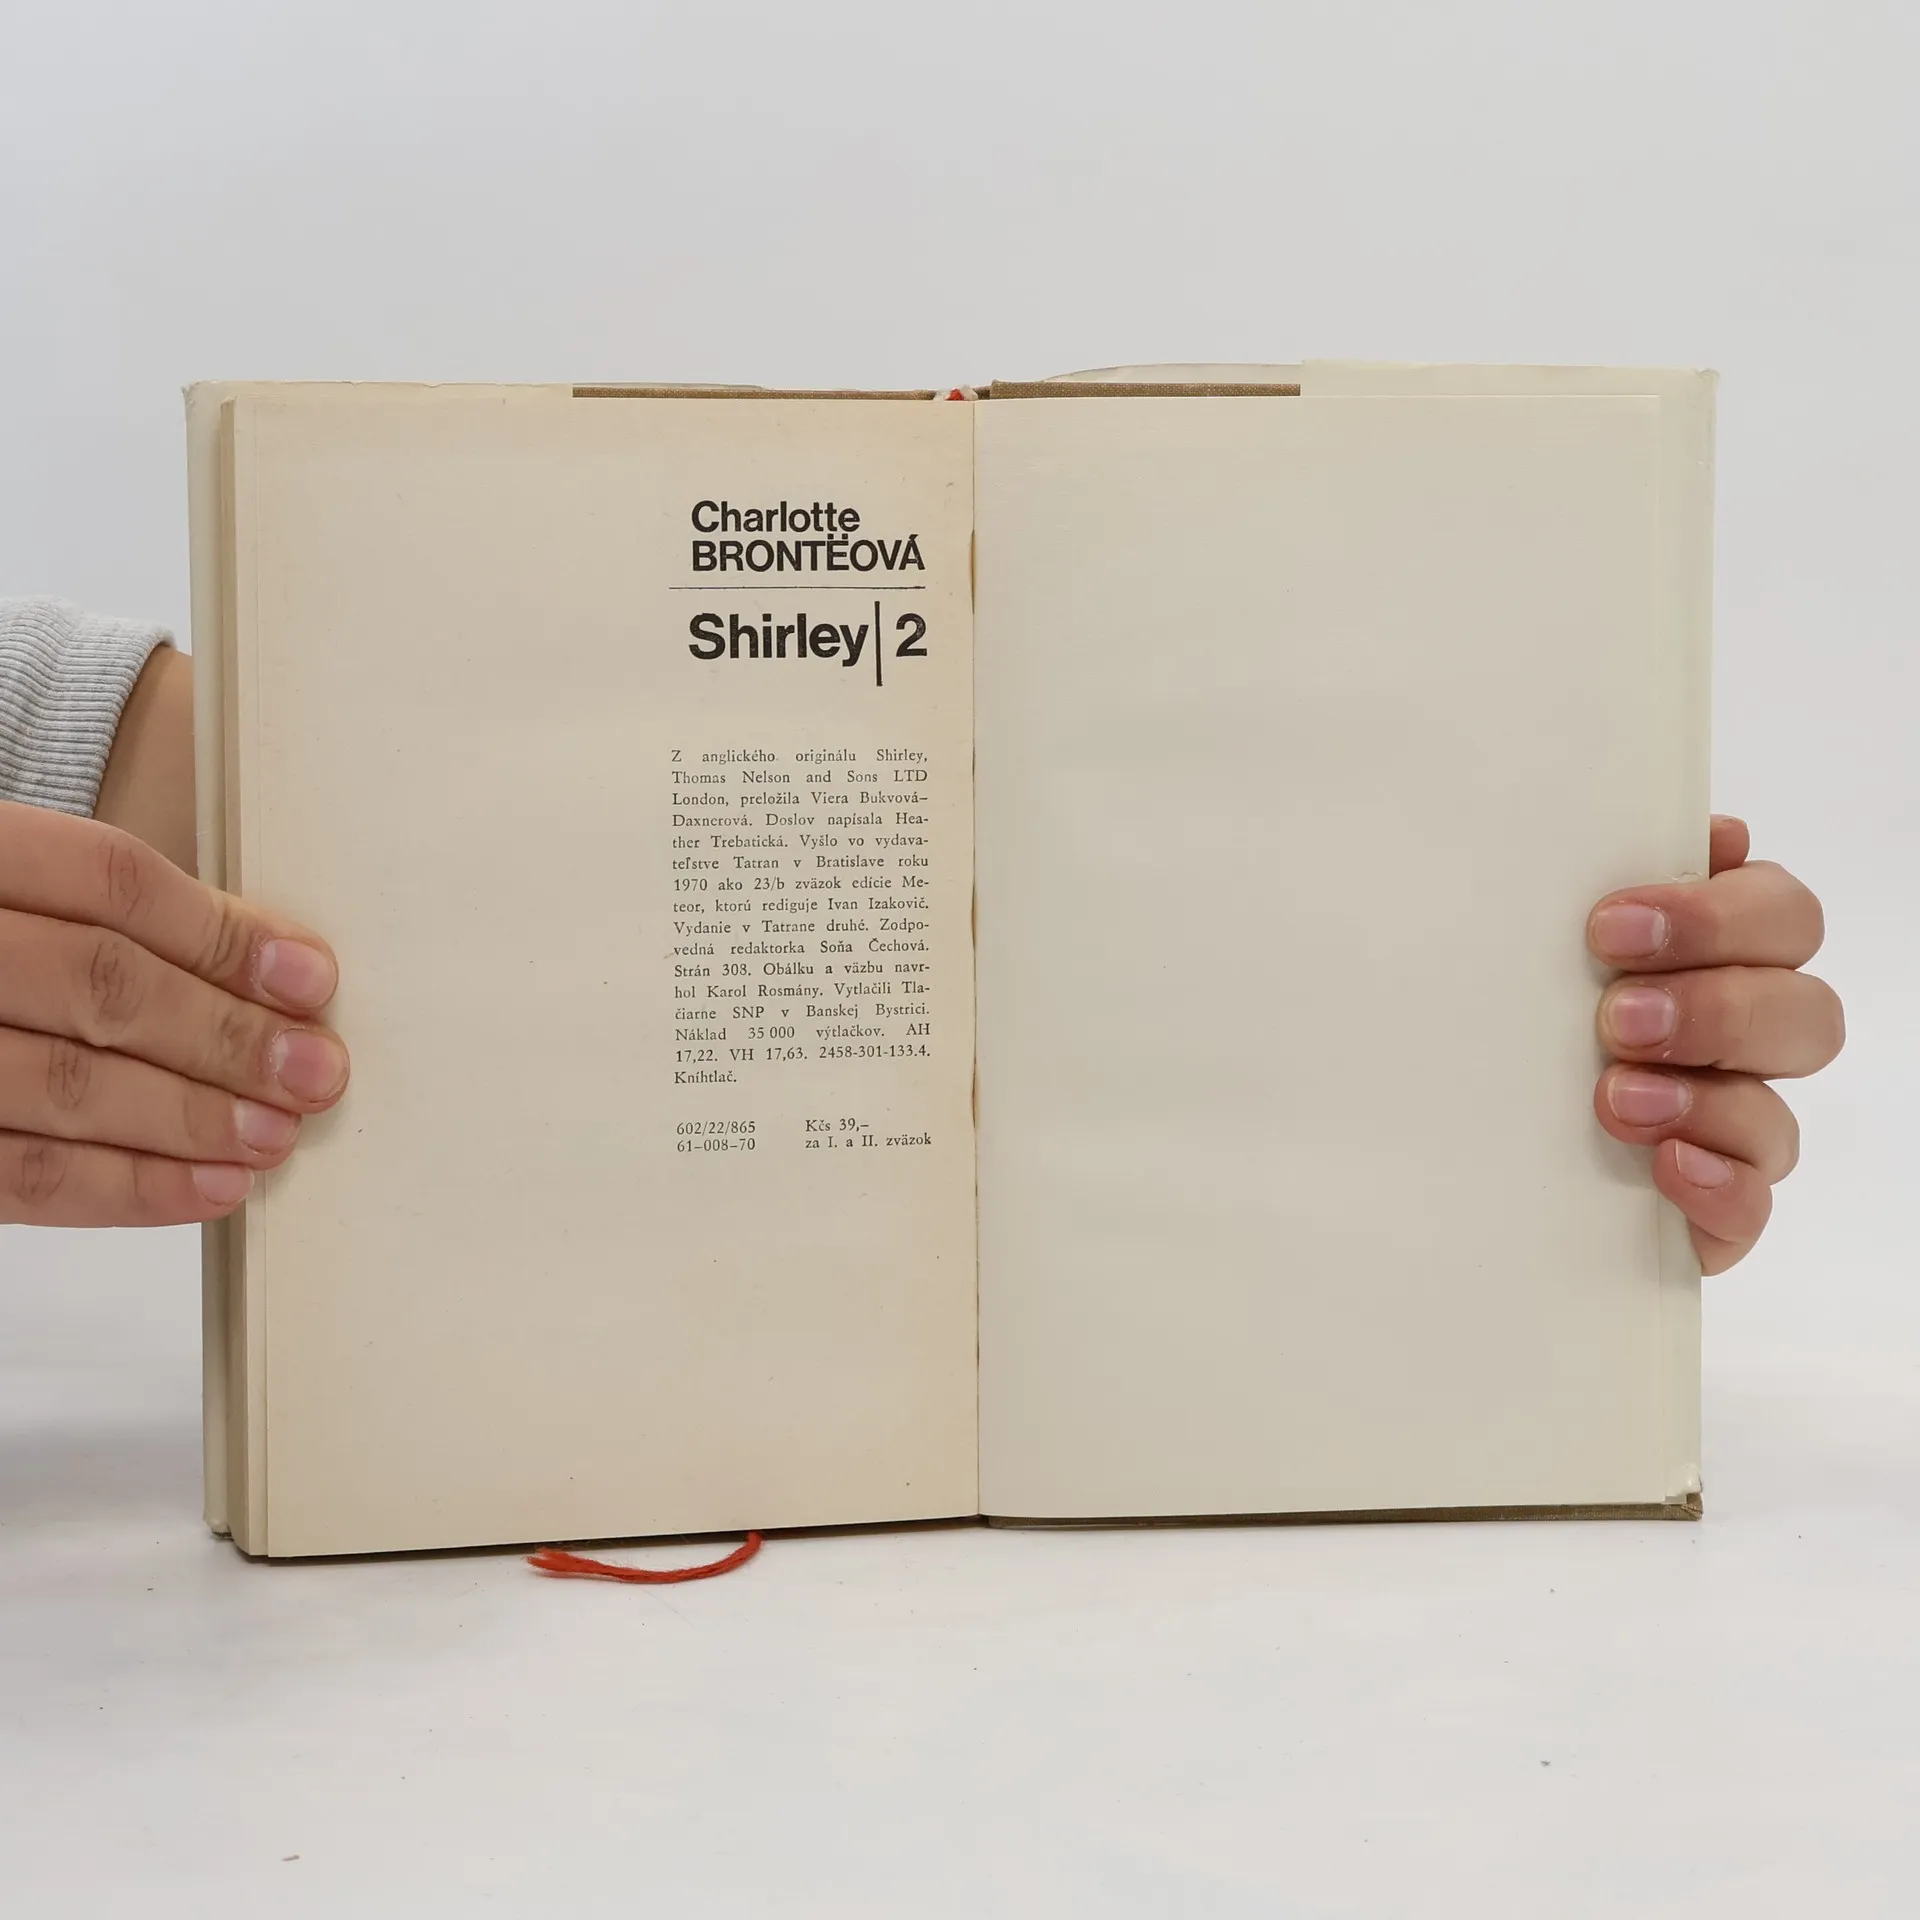 Charlotte
BRONTËOVÁ
Shirley|2
Z anglického originálu Shirley,
Thomas Nelson and Sons LTD
London, preložila Viera Bukvová–
Daxnerová. Doslov napísala Hea-
ther Trebatická. Vyšlo vo vydava-
teľstve Tatran v Bratislave roku
1970 ako 23/b zväzok edície Me-
teor, ktorú rediguje Ivan Izakovič.
Vydanie v Tatrane druhé. Zodpo-
vedná redaktorka Soňa Čechová.
Strán 308. Obálku a väzbu navr-
hol Karol Rosmány. Vytlačili Tla-
čiarne SNP v Banskej Bystrici.
Náklad 35 000 výtlačkov. AH
17,22. VH 17,63. 2458-301-133.4.
Kníhtlač.
602/22/865 Kčs 39,–
61–008–70 za I. a II. zväzok